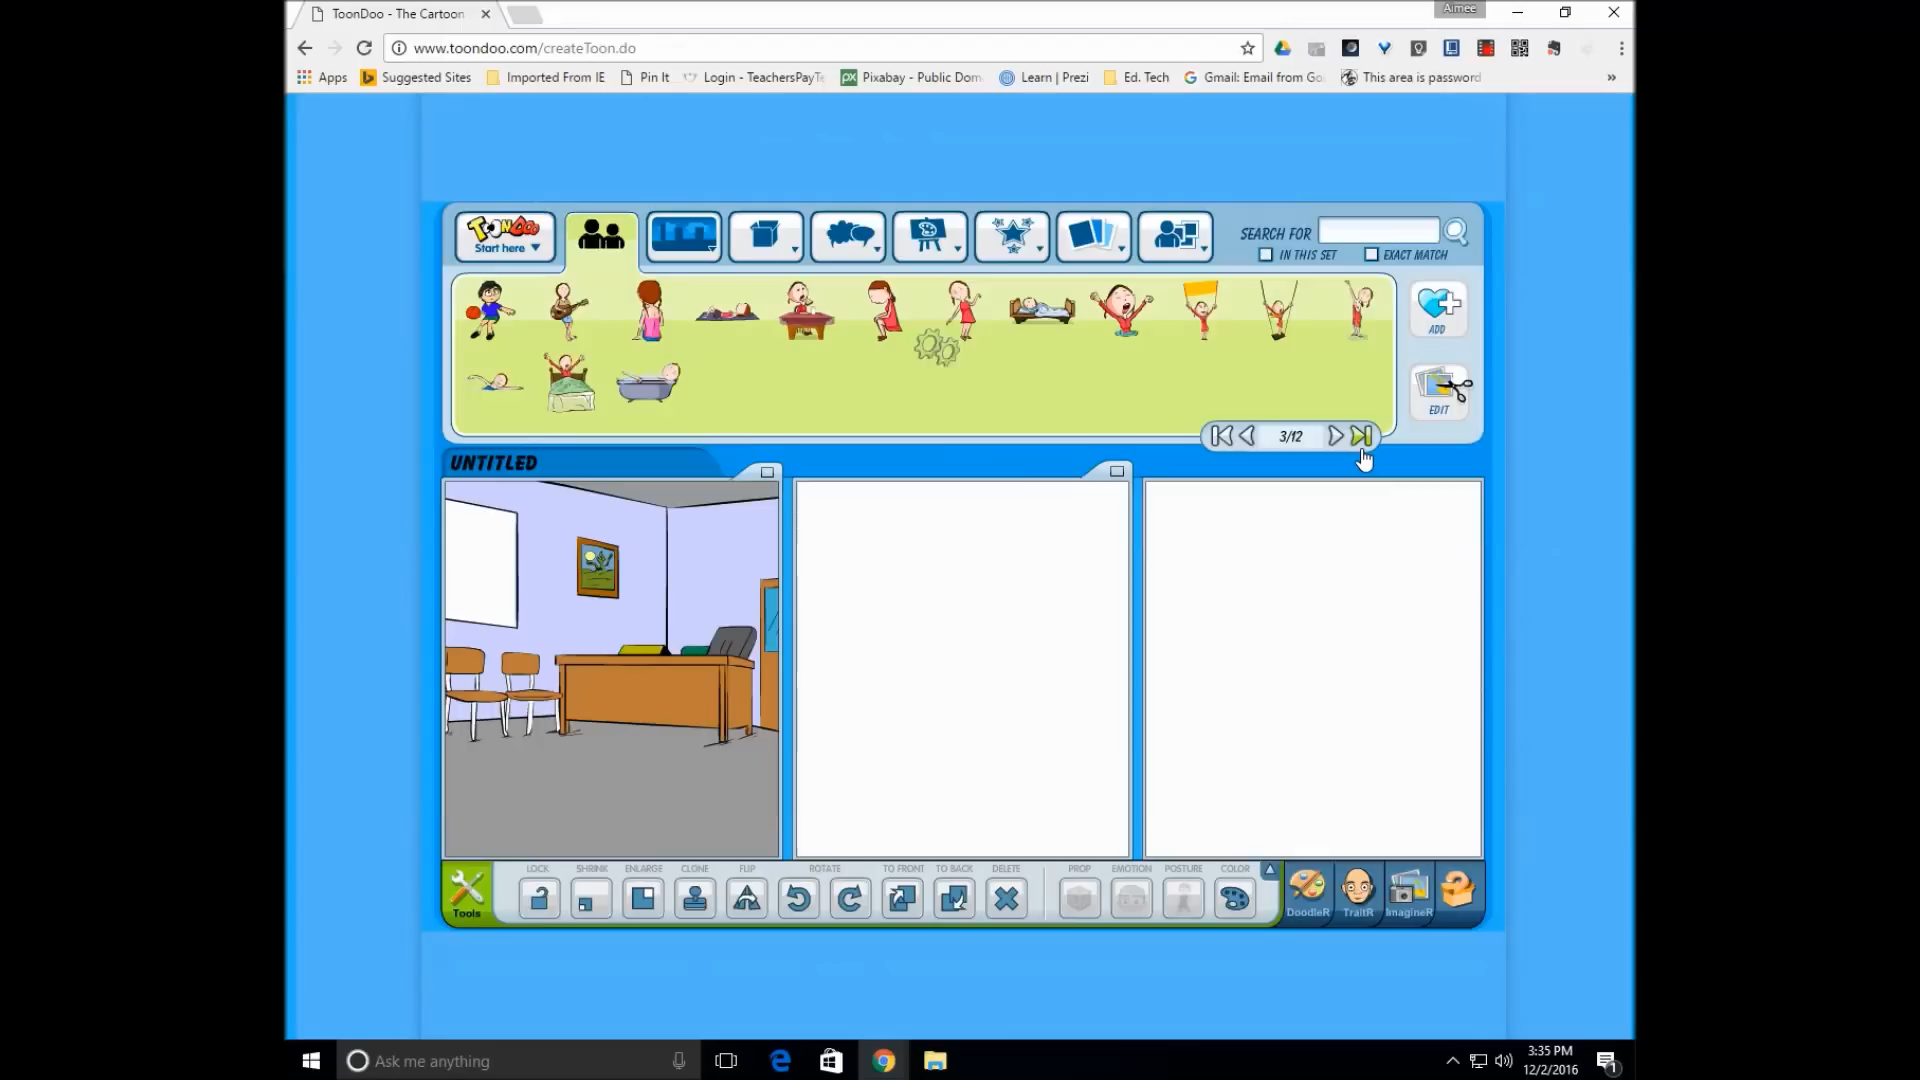 Aimee
ToonDoo - The Cartoon
www.toondoo.com/createToon.do
Apps
Suggested Sites
Imported From IE
Pin It
Login - TeachersPayTe
Pixabay - Public Dom
Learn | Prezi
Ed. Tech
Gmail: Email from Go
This area is password
»
TOONDOO
Start here
SEARCH FOR
IN THIS SET
EXACT MATCH
ADD
EDIT
3/12
UNTITLED
LOCK
SHRINK
ENLARGE
CLONE
FLIP
ROTATE
TO FRONT
TO BACK
DELETE
PROP
EMOTION
POSTURE
COLOR
Tools
DoodleR
TraitR
ImagineR
Ask me anything
3:35 PM
12/2/2016
1